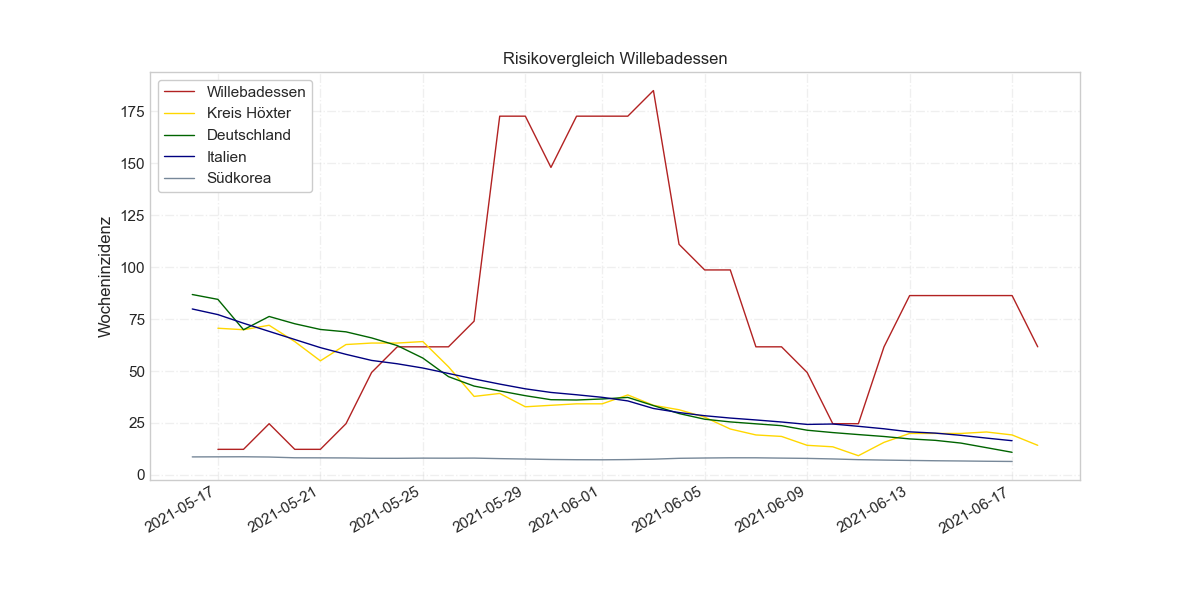 Risikovergleich Willebadessen
Willebadessen
Kreis Höxter
Deutschland
Italien
Südkorea
Wocheninzidenz
175
150
125
100
75
50
25
0
2021-05-17
2021-05-21
2021-05-25
2021-05-29
2021-06-01
2021-06-05
2021-06-09
2021-06-13
2021-06-17